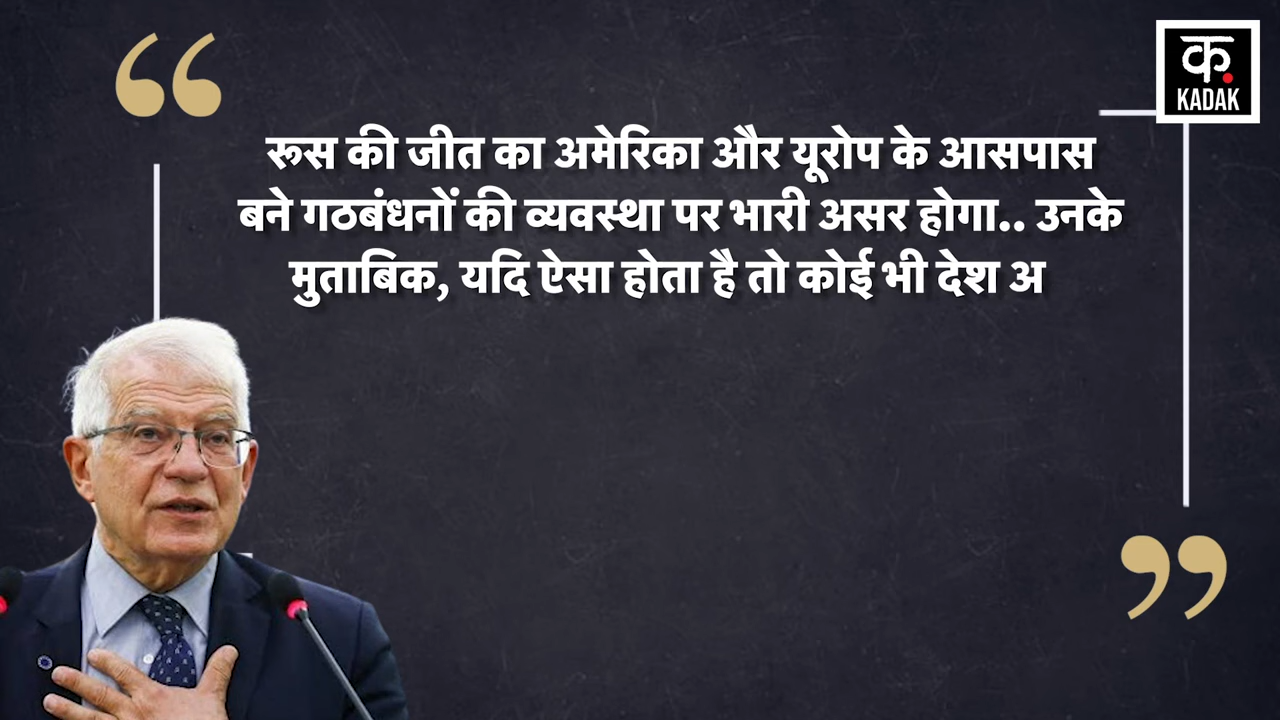 क.
KADAK
रूस की जीत का अमेरिका और यूरोप के आसपास
बने गठबंधनों की व्यवस्था पर भारी असर होगा.. उनके
मुताबिक, यदि ऐसा होता है तो कोई भी देश अ